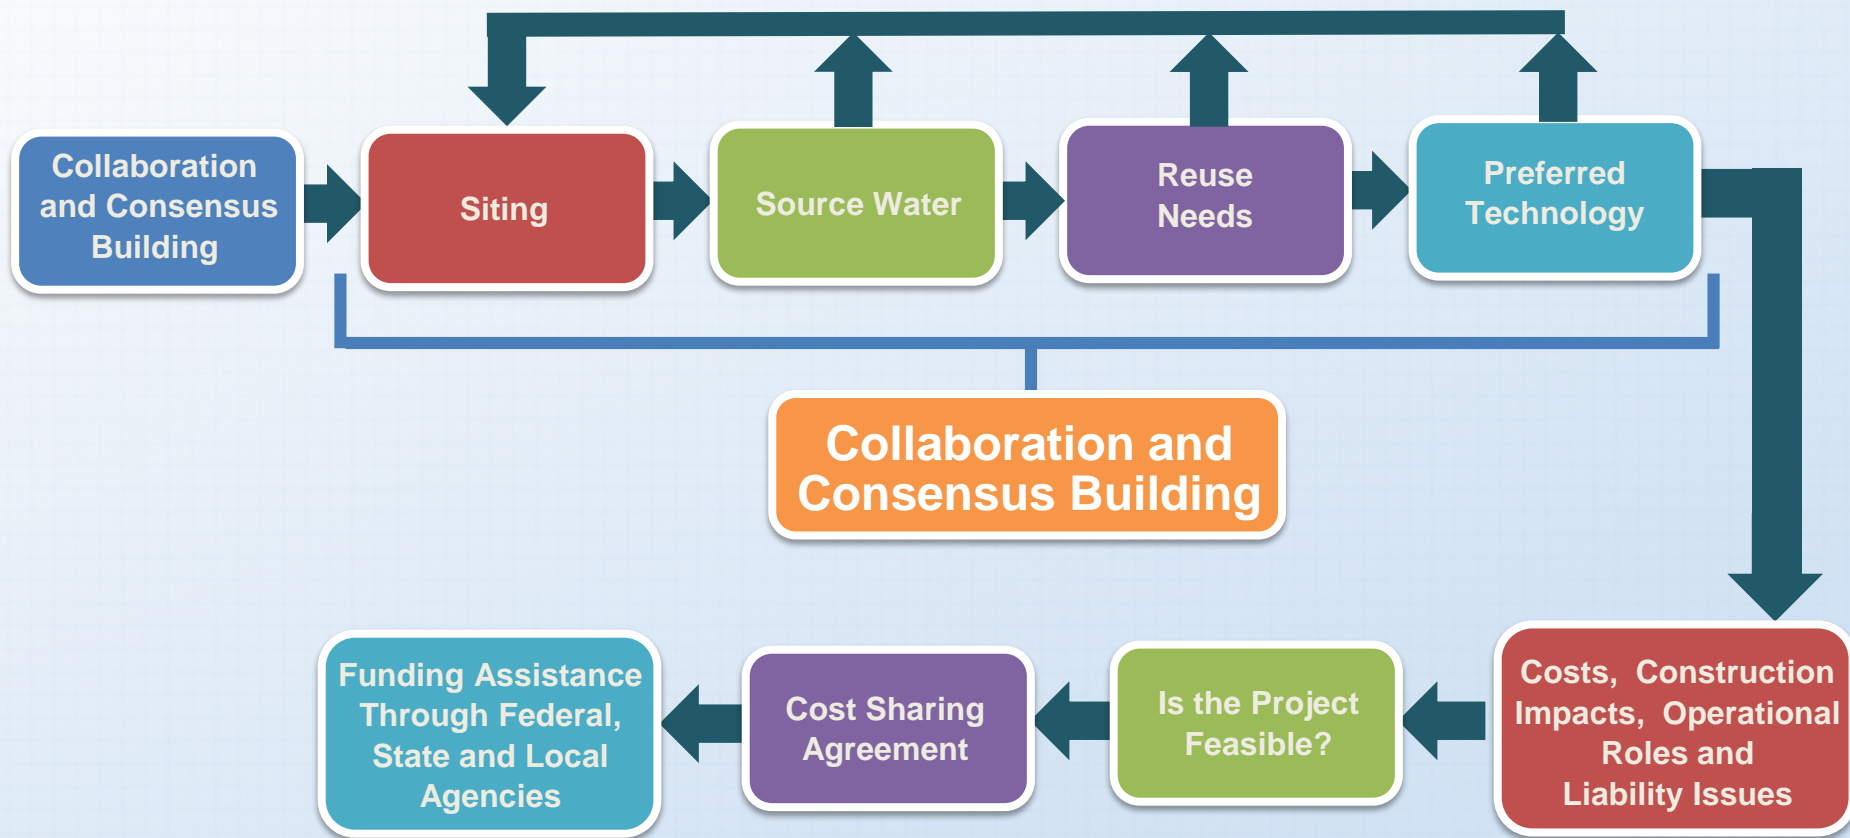 Collaboration
and Consensus
Building
Siting
Source Water
Reuse
Needs
Preferred
Technology
Collaboration and
Consensus Building
Funding Assistance
Through Federal,
State and Local
Agencies
Cost Sharing
Agreement
Is the Project
Feasible?
Costs, Construction
Impacts, Operational
Roles and
Liability Issues